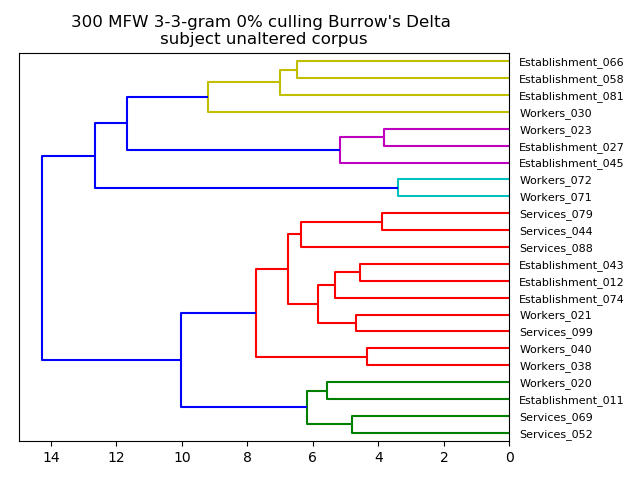 300 MFW 3-3-gram 0% culling Burrow's Delta
subject unaltered corpus
Establishment_066
Establishment_058
Establishment_081
Workers_030
Workers_023
Establishment_027
Establishment_045
Workers_072
Workers_071
Services_079
Services_044
Services_088
Establishment_043
Establishment_012
Establishment_074
Workers_021
Services_099
Workers_040
Workers_038
Workers_020
Establishment_011
Services_069
Services_052
14 12 10 8 6 4 2 0